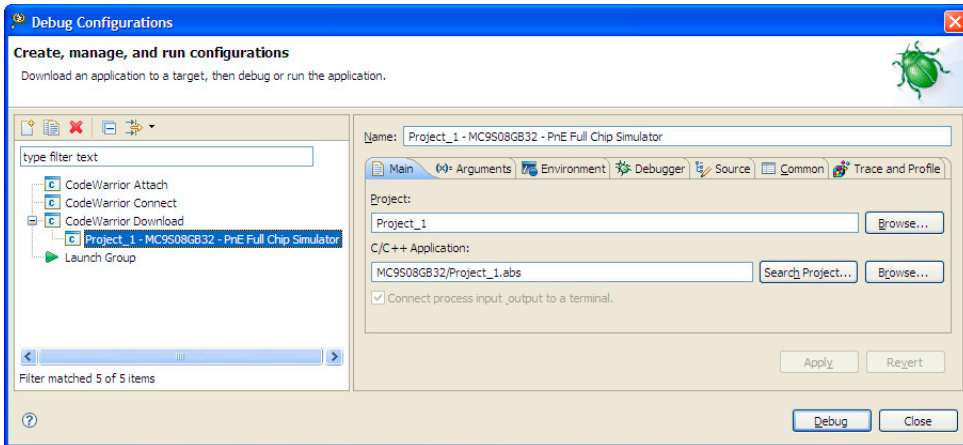 Debug Configurations
Create, manage, and run configurations
Download an application to a target, then debug or run the application.
type filter text
CodeWarrior Attach
CodeWarrior Connect
CodeWarrior Download
Project_1 - MC9S08GB32 - PnE Full Chip Simulator
Launch Group
Filter matched 5 of 5 items
Name: Project_1 - MC9S08GB32 - PnE Full Chip Simulator
Main (x)= Arguments Environment Debugger Source Common Trace and Profile
Project:
Project_1 Browse...
C/C++ Application:
MC9S08GB32/Project_1.abs Search Project... Browse...
Connect process input _output to a terminal.
Apply Revert
Debug Close